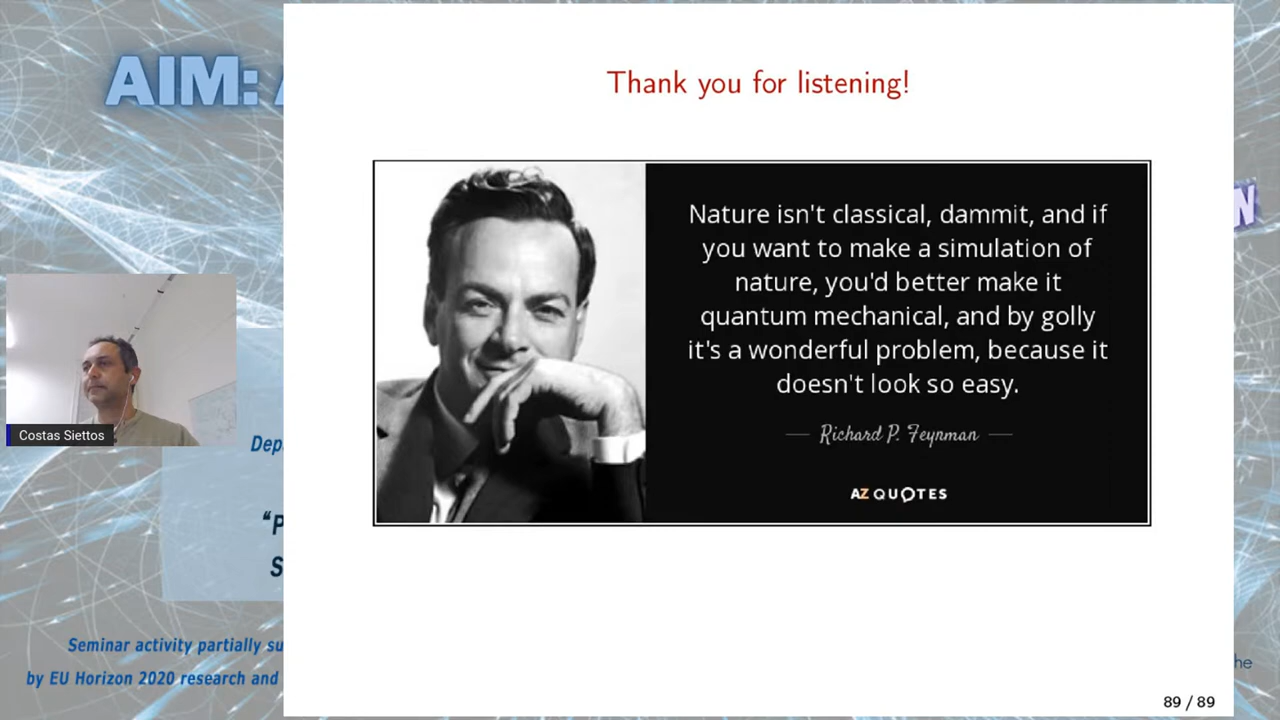 AIM:
Thank you for listening!
Nature isn't classical, dammit, and if
you want to make a simulation of
nature, you'd better make it
quantum mechanical, and by golly
it's a wonderful problem, because it
doesn't look so easy.
Richard P. Feynman
AZ QUOTES
Costas Siettos
Seminar activity partially su
by EU Horizon 2020 research and
he
89 / 89